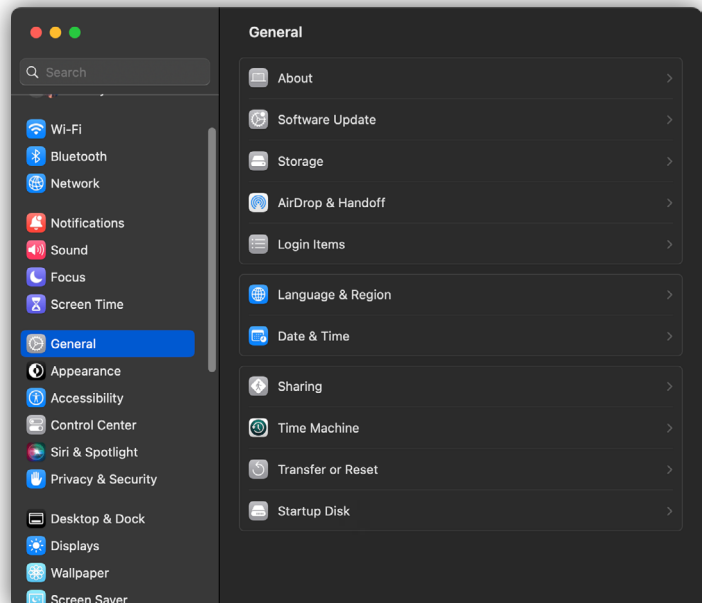 General
Search
Wi-Fi
Bluetooth
Network
Notifications
Sound
Focus
Screen Time
General
Appearance
Accessibility
Control Center
Siri & Spotlight
Privacy & Security
Desktop & Dock
Displays
Wallpaper
Screen Saver
About
Software Update
Storage
AirDrop & Handoff
Login Items
Language & Region
Date & Time
Sharing
Time Machine
Transfer or Reset
Startup Disk